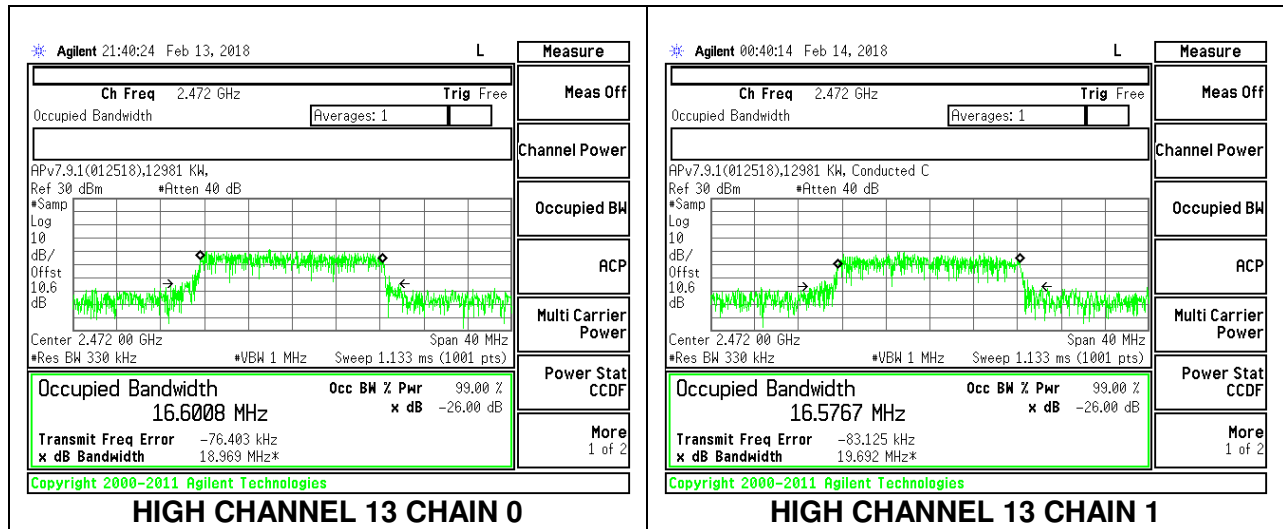 Agilent 21:40:24 Feb 13, 2018 L Measure
Ch Freq 2.472 GHz Trig Free
Occupied Bandwidth Averages: 1
APv7.9.1(012518),12981 KW,
Ref 30 dBm #Atten 40 dB
#Samp
Log
10
dB/
Offst
10.6
dB
Center 2.472 00 GHz Span 40 MHz
#Res BW 330 kHz #VBW 1 MHz Sweep 1.133 ms (1001 pts)
Occupied Bandwidth Occ BW % Pwr 99.00 %
16.6008 MHz x dB -26.00 dB
Transmit Freq Error -76.403 kHz
x dB Bandwidth 18.969 MHz*
Copyright 2000-2011 Agilent Technologies
Meas Off
Channel Power
Occupied BW
ACP
Multi Carrier
Power
Power Stat
CCDF
More
1 of 2
HIGH CHANNEL 13 CHAIN 0
Agilent 00:40:14 Feb 14, 2018 L Measure
Ch Freq 2.472 GHz Trig Free
Occupied Bandwidth Averages: 1
APv7.9.1(012518),12981 KW, Conducted C
Ref 30 dBm #Atten 40 dB
#Samp
Log
10
dB/
Offst
10.6
dB
Center 2.472 00 GHz Span 40 MHz
#Res BW 330 kHz #VBW 1 MHz Sweep 1.133 ms (1001 pts)
Occupied Bandwidth Occ BW % Pwr 99.00 %
16.5767 MHz x dB -26.00 dB
Transmit Freq Error -83.125 kHz
x dB Bandwidth 19.692 MHz*
Copyright 2000-2011 Agilent Technologies
Meas Off
Channel Power
Occupied BW
ACP
Multi Carrier
Power
Power Stat
CCDF
More
1 of 2
HIGH CHANNEL 13 CHAIN 1